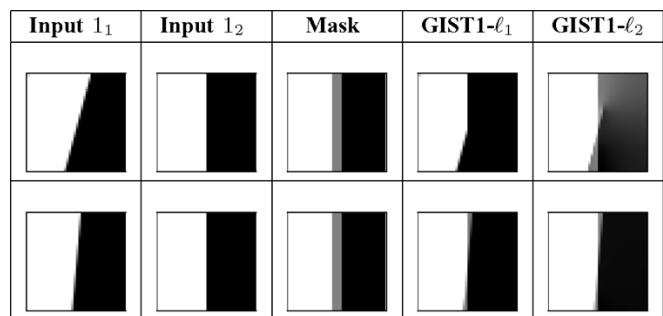 Input 1₁ Input 1₂ Mask GIST1-ℓ₁ GIST1-ℓ₂